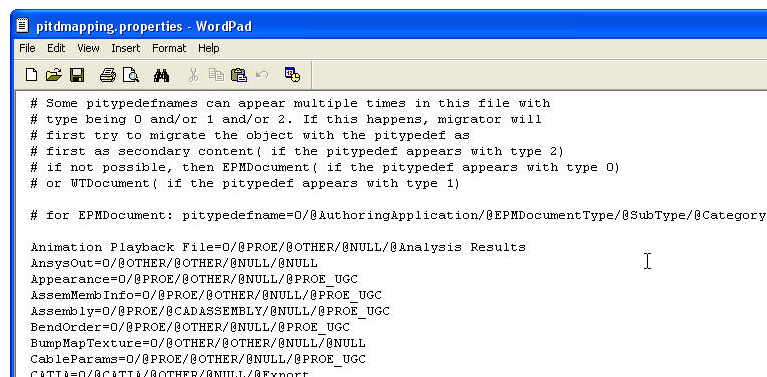 pitdmapping.properties - WordPad
File Edit View Insert Format Help
# Some pitypedefnames can appear multiple times in this file with
# type being 0 and/or 1 and/or 2. If this happens, migrator will
# first try to migrate the object with the pitypedef as
# first as secondary content( if the pitypedef appears with type 2)
# if not possible, then EPMDocument( if the pitypedef appears with type 0)
# or WTDocument( if the pitypedef appears with type 1)
# for EPMDocument: pitypedefname=0/@AuthoringApplication/@EPMDocumentType/@SubType/@Category
Animation Playback File=0/@PROE/@OTHER/@NULL/@Analysis Results
AnsysOut=0/@OTHER/@OTHER/@NULL/@NULL
Appearance=0/@PROE/@OTHER/@NULL/@PROE_UGC
AssemMembInfo=0/@PROE/@OTHER/@NULL/@PROE_UGC
Assembly=0/@PROE/@CADASSEMBLY/@NULL/@PROE_UGC
BendOrder=0/@PROE/@OTHER/@NULL/@PROE_UGC
BumpMapTexture=0/@OTHER/@OTHER/@NULL/@NULL
CableParams=0/@PROE/@OTHER/@NULL/@PROE_UGC
CATIA=0/@CATIA/@OTHER/@NULL/@Export